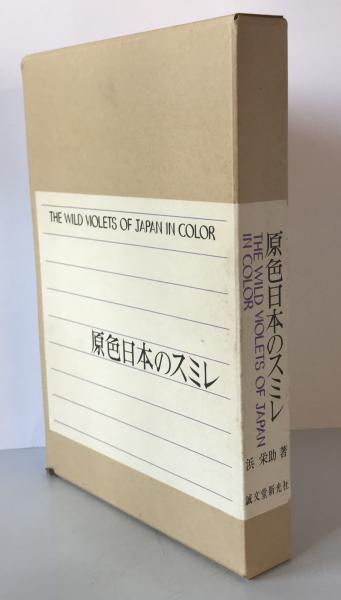 THE WILD VIOLETS OF JAPAN IN COLOR
原色日本のスミレ
原色日本のスミレ
THE WILD VIOLETS OF JAPAN
IN COLOR
浜 栄助 著
誠文堂新光社